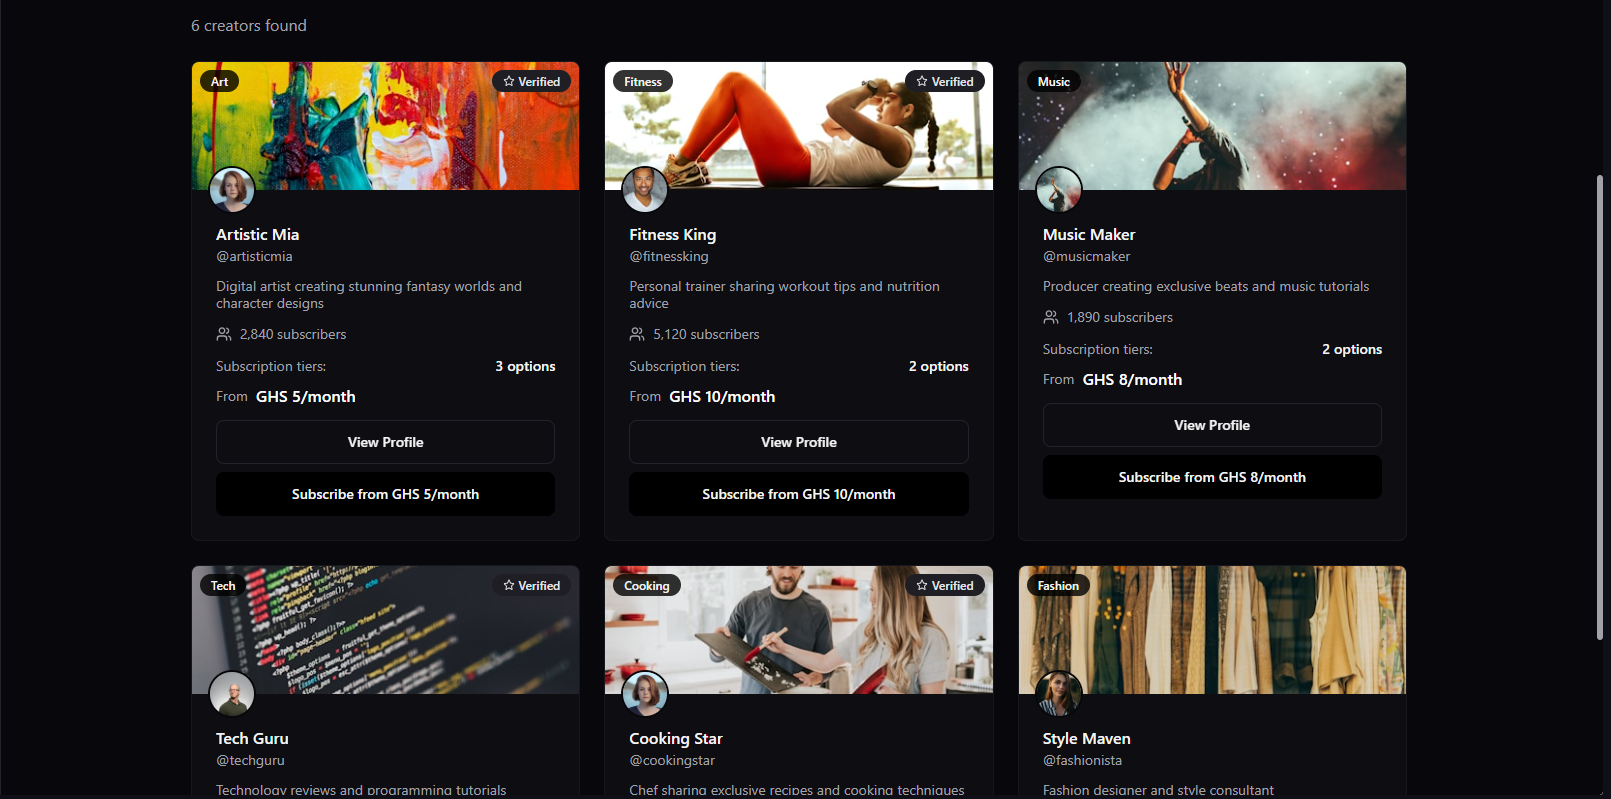 6 creators found
Art
Verified
Artistic Mia
@artisticmia
Digital artist creating stunning fantasy worlds and
character designs
2,840 subscribers
Subscription tiers: 3 options
From GHS 5/month
View Profile
Subscribe from GHS 5/month
Fitness
Verified
Fitness King
@fitnessking
Personal trainer sharing workout tips and nutrition
advice
5,120 subscribers
Subscription tiers: 2 options
From GHS 10/month
View Profile
Subscribe from GHS 10/month
Music
Music Maker
@musicmaker
Producer creating exclusive beats and music tutorials
1,890 subscribers
Subscription tiers: 2 options
From GHS 8/month
View Profile
Subscribe from GHS 8/month
Tech
Verified
Tech Guru
@techguru
Technology reviews and programming tutorials
Cooking
Verified
Cooking Star
@cookingstar
Chef sharing exclusive recipes and cooking techniques
Fashion
Style Maven
@fashionista
Fashion designer and style consultant